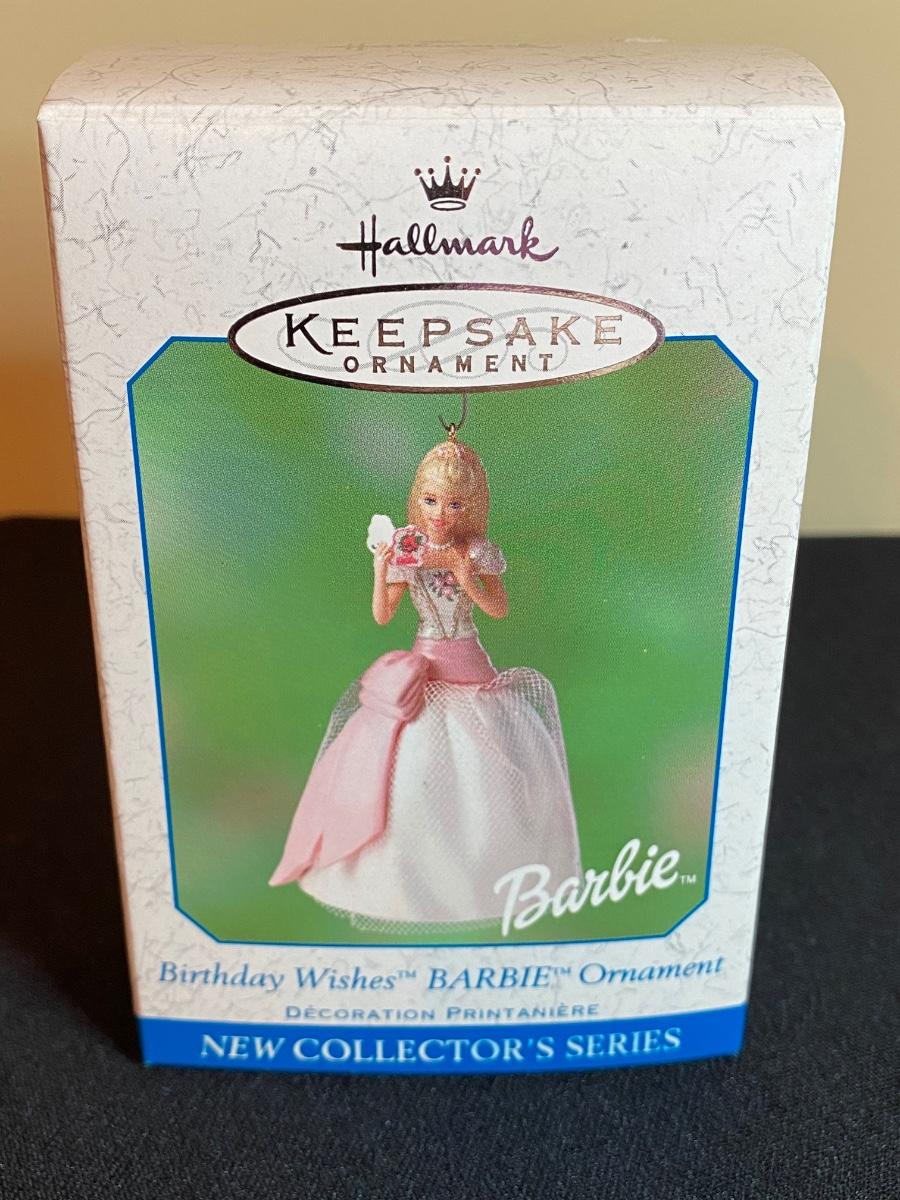 Hallmark
KEEPSAKE
ORNAMENT
Barbie™
Birthday Wishes™ BARBIE™ Ornament
DÉCORATION PRINTANIÈRE
NEW COLLECTOR'S SERIES